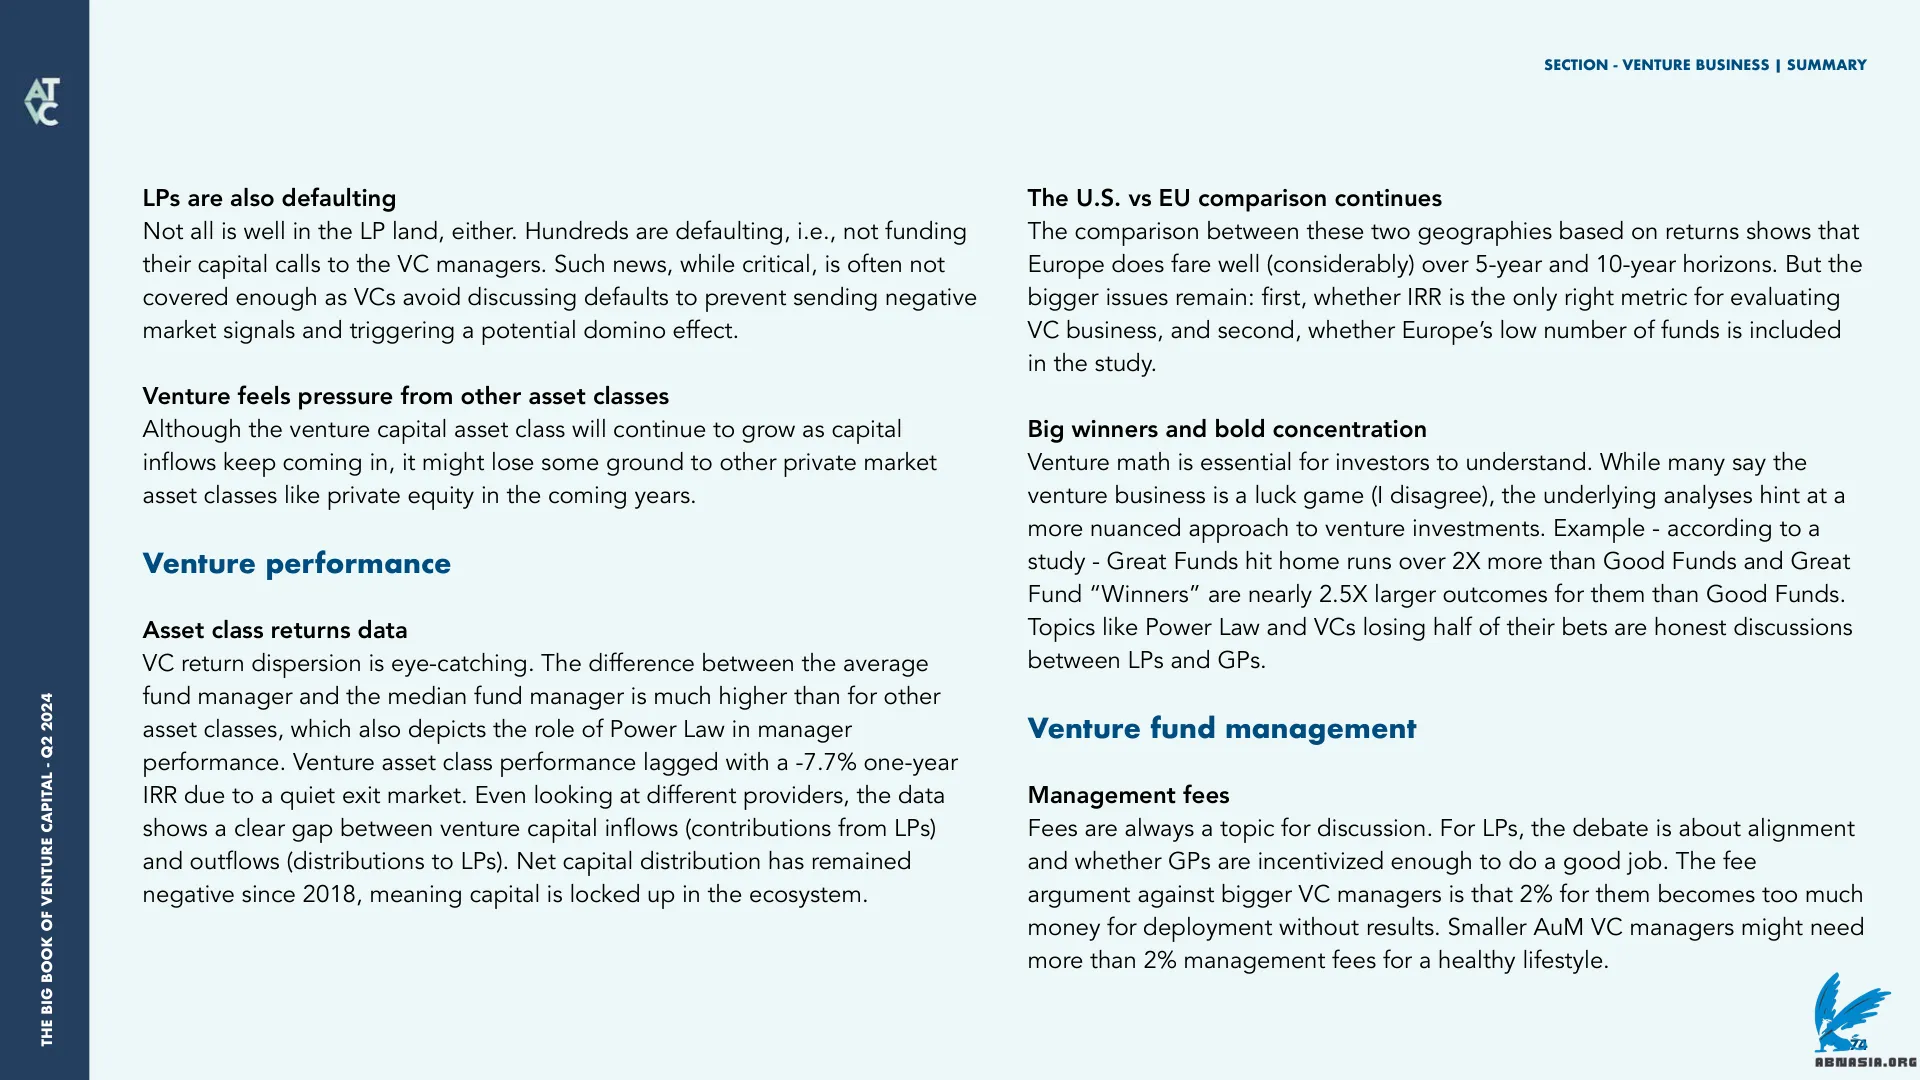 SECTION - VENTURE BUSINESS | SUMMARY
AT
VC
THE BIG BOOK OF VENTURE CAPITAL - Q2 2024
LPs are also defaulting
Not all is well in the LP land, either. Hundreds are defaulting, i.e., not funding
their capital calls to the VC managers. Such news, while critical, is often not
covered enough as VCs avoid discussing defaults to prevent sending negative
market signals and triggering a potential domino effect.
Venture feels pressure from other asset classes
Although the venture capital asset class will continue to grow as capital
inflows keep coming in, it might lose some ground to other private market
asset classes like private equity in the coming years.
Venture performance
Asset class returns data
VC return dispersion is eye-catching. The difference between the average
fund manager and the median fund manager is much higher than for other
asset classes, which also depicts the role of Power Law in manager
performance. Venture asset class performance lagged with a -7.7% one-year
IRR due to a quiet exit market. Even looking at different providers, the data
shows a clear gap between venture capital inflows (contributions from LPs)
and outflows (distributions to LPs). Net capital distribution has remained
negative since 2018, meaning capital is locked up in the ecosystem.
The U.S. vs EU comparison continues
The comparison between these two geographies based on returns shows that
Europe does fare well (considerably) over 5-year and 10-year horizons. But the
bigger issues remain: first, whether IRR is the only right metric for evaluating
VC business, and second, whether Europe's low number of funds is included
in the study.
Big winners and bold concentration
Venture math is essential for investors to understand. While many say the
venture business is a luck game (I disagree), the underlying analyses hint at a
more nuanced approach to venture investments. Example - according to a
study - Great Funds hit home runs over 2X more than Good Funds and Great
Fund “Winners” are nearly 2.5X larger outcomes for them than Good Funds.
Topics like Power Law and VCs losing half of their bets are honest discussions
between LPs and GPs.
Venture fund management
Management fees
Fees are always a topic for discussion. For LPs, the debate is about alignment
and whether GPs are incentivized enough to do a good job. The fee
argument against bigger VC managers is that 2% for them becomes too much
money for deployment without results. Smaller AuM VC managers might need
more than 2% management fees for a healthy lifestyle.
74
ABNASIA.ORG